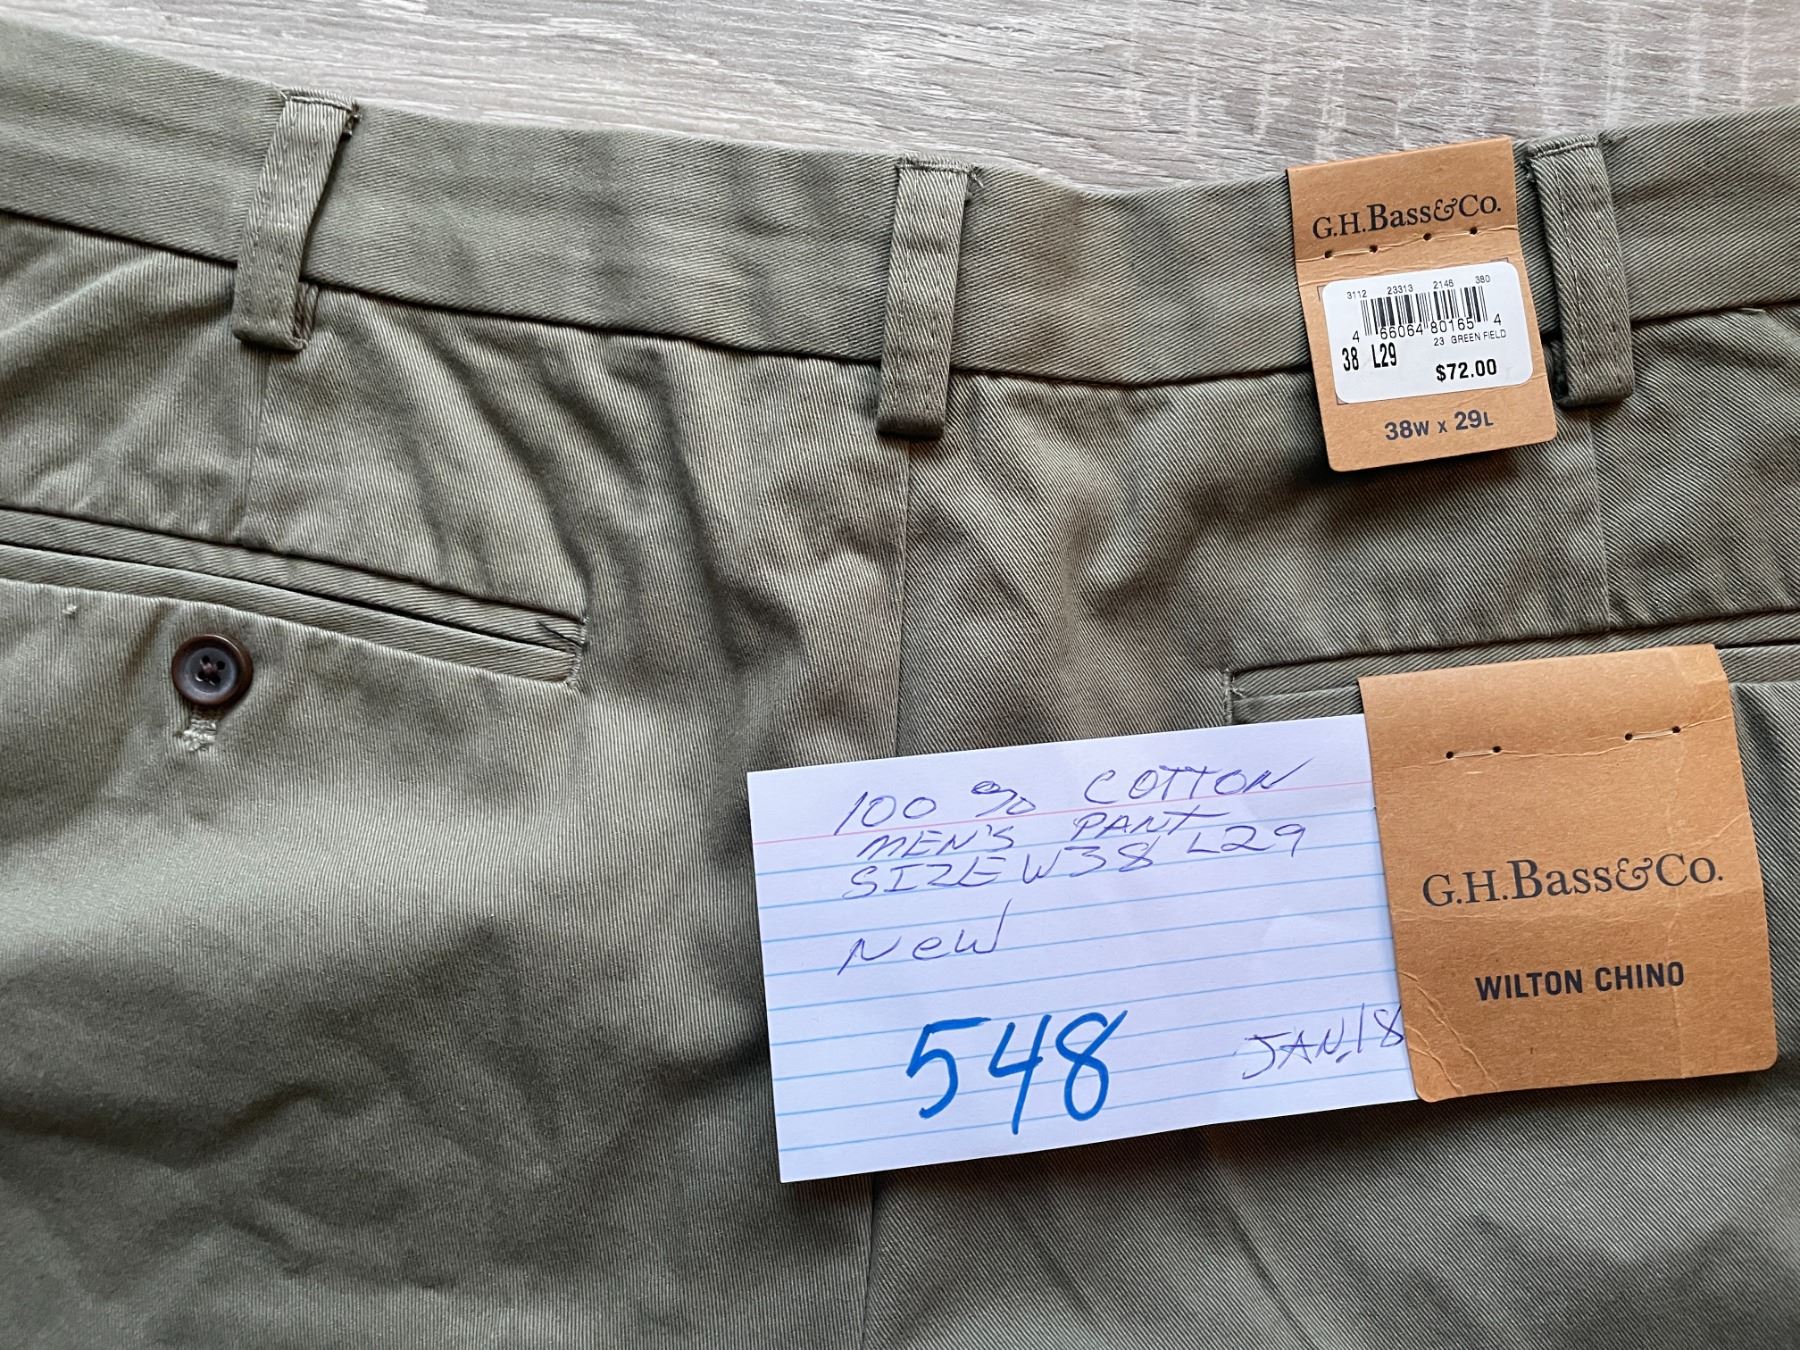 G.H.Bass&Co.
3112 23313 2146 380
4 66064 80165 4
23 GREEN FIELD
38 L29
$72.00
38W x 29L
100 % COTTON
MEN'S PANT
SIZE W38 L29
NEW
548
JAN.18
G.H.Bass&Co.
WILTON CHINO